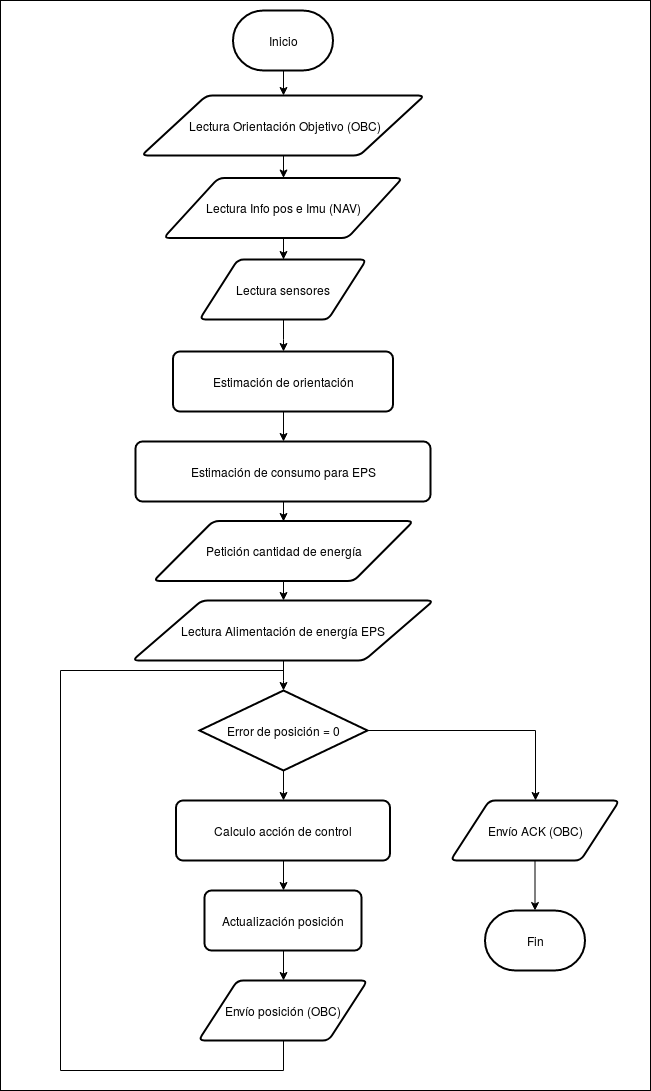 Inicio
Lectura Orientación Objetivo (OBC)
Lectura Info pos e Imu (NAV)
Lectura sensores
Estimación de orientación
Estimación de consumo para EPS
Petición cantidad de energía
Lectura Alimentación de energía EPS
Error de posición = 0
Calculo acción de control
Envío ACK (OBC)
Actualización posición
Fin
Envío posición (OBC)